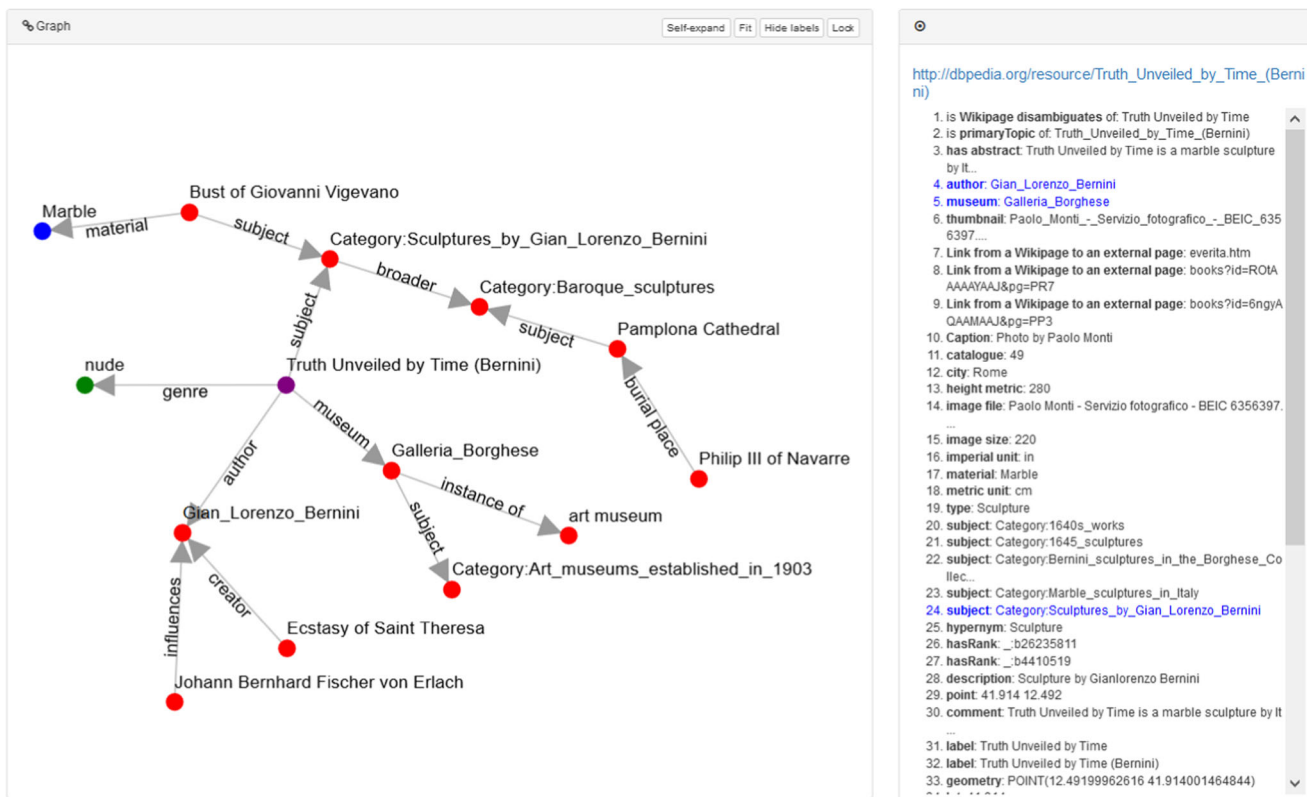 Graph
Self-expand Fit Hide labels Lock
Bust of Giovanni Vigevano
Marble
material
subject
Category:Sculptures_by_Gian_Lorenzo_Bernini
broader
Category:Baroque_sculptures
subject
subject
Pamplona Cathedral
nude
genre
Truth Unveiled by Time (Bernini)
burial place
museum
author
Galleria_Borghese
Philip III of Navarre
instance of
Gian_Lorenzo_Bernini
art museum
subject
Category:Art_museums_established_in_1903
creator
influences
Ecstasy of Saint Theresa
Johann Bernhard Fischer von Erlach
http://dbpedia.org/resource/Truth_Unveiled_by_Time_(Berni
ni)
1. is Wikipage disambiguates of: Truth Unveiled by Time
2. is primaryTopic of: Truth_Unveiled_by_Time_(Bernini)
3. has abstract: Truth Unveiled by Time is a marble sculpture
by It...
4. author: Gian_Lorenzo_Bernini
5. museum: Galleria_Borghese
6. thumbnail: Paolo_Monti_-_Servizio_fotografico_-_BEIC_635
6397....
7. Link from a Wikipage to an external page: everita.htm
8. Link from a Wikipage to an external page: books?id=ROtA
AAAAYAAJ&pg=PR7
9. Link from a Wikipage to an external page: books?id=6ngyA
QAAMAAJ&pg=PP3
10. Caption: Photo by Paolo Monti
11. catalogue: 49
12. city: Rome
13. height metric: 280
14. image file: Paolo Monti - Servizio fotografico - BEIC 6356397.
...
15. image size: 220
16. imperial unit: in
17. material: Marble
18. metric unit: cm
19. type: Sculpture
20. subject: Category:1640s_works
21. subject: Category:1645_sculptures
22. subject: Category:Bernini_sculptures_in_the_Borghese_Co
llec...
23. subject: Category:Marble_sculptures_in_Italy
24. subject: Category:Sculptures_by_Gian_Lorenzo_Bernini
25. hypernym: Sculpture
26. hasRank: _:b26235811
27. hasRank: _:b4410519
28. description: Sculpture by Gianlorenzo Bernini
29. point: 41.914 12.492
30. comment: Truth Unveiled by Time is a marble sculpture by It
...
31. label: Truth Unveiled by Time
32. label: Truth Unveiled by Time (Bernini)
33. geometry: POINT(12.49199962616 41.914001464844)